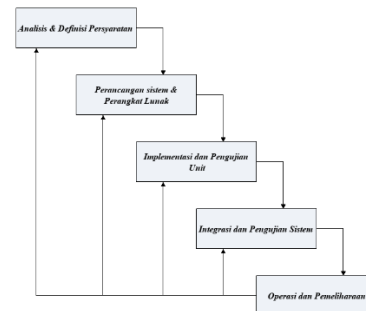 Analisis & Definisi Persyaratan
Perancangan sistem &
Perangkat Lunak
Implementasi dan Pengujian
Unit
Integrasi dan Pengujian Sistem
Operasi dan Pemeliharaan